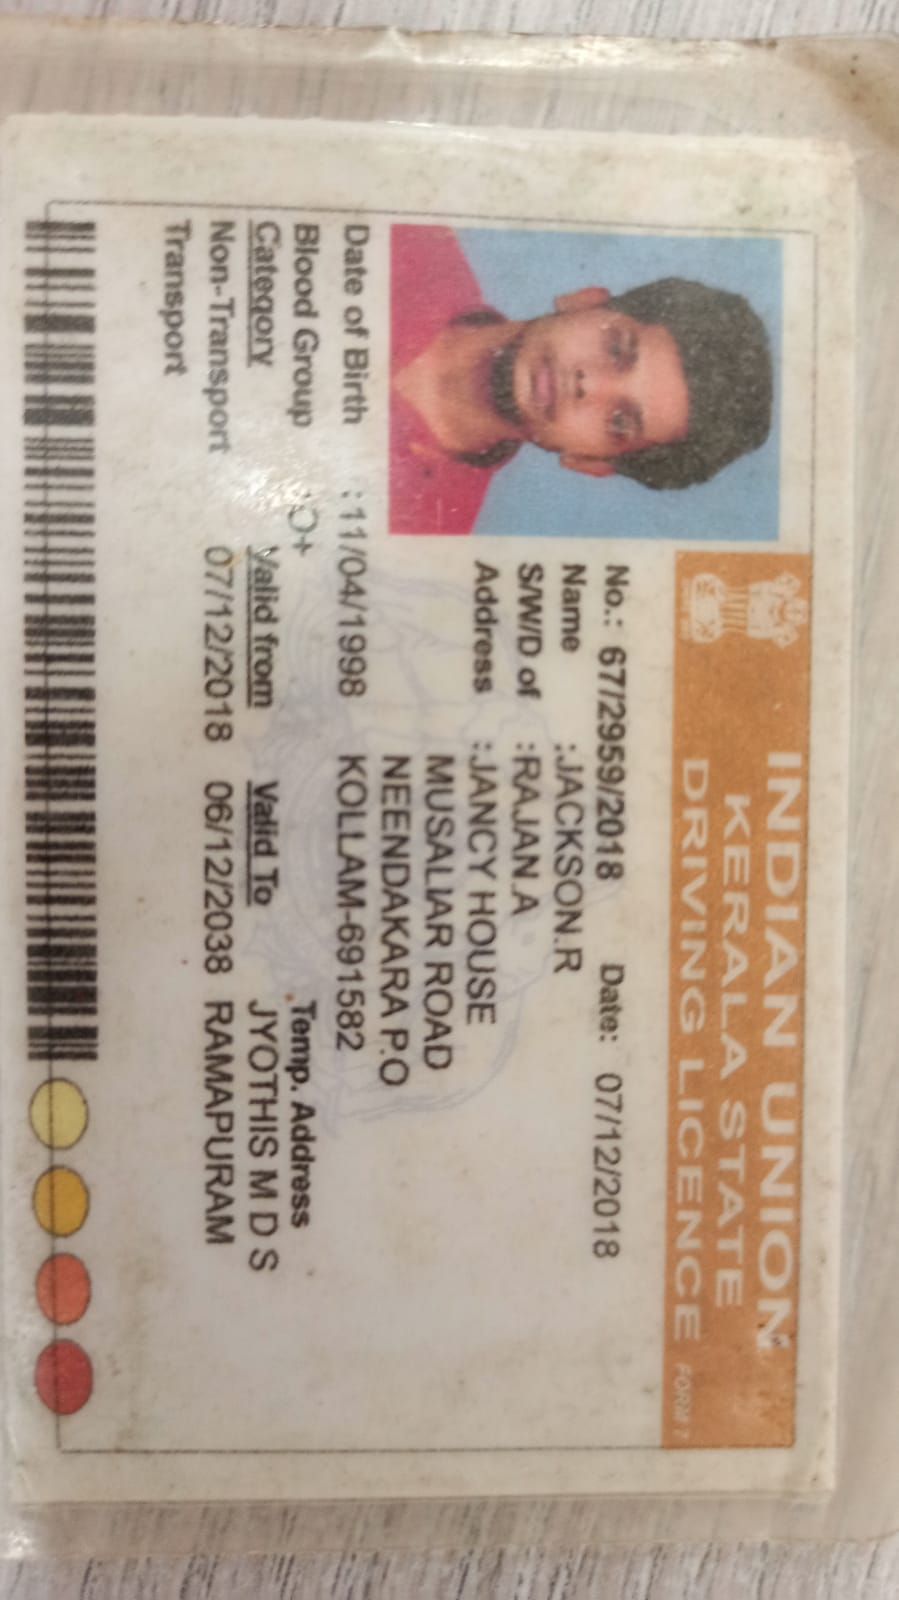 INDIAN UNION
KERALA STATE
DRIVING LICENCE FORM 7
No.: 67/2959/2018 Date: 07/12/2018
Name :JACKSON.R
S/W/D of :RAJAN.A
Address :JANCY HOUSE
MUSALIAR ROAD
NEENDAKARA P.O
Date of Birth :11/04/1998 KOLLAM-691582
Blood Group :O+ Temp. Address
Category Valid from Valid To JYOTHIS M D S
Non-Transport 07/12/2018 06/12/2038 RAMAPURAM
Transport